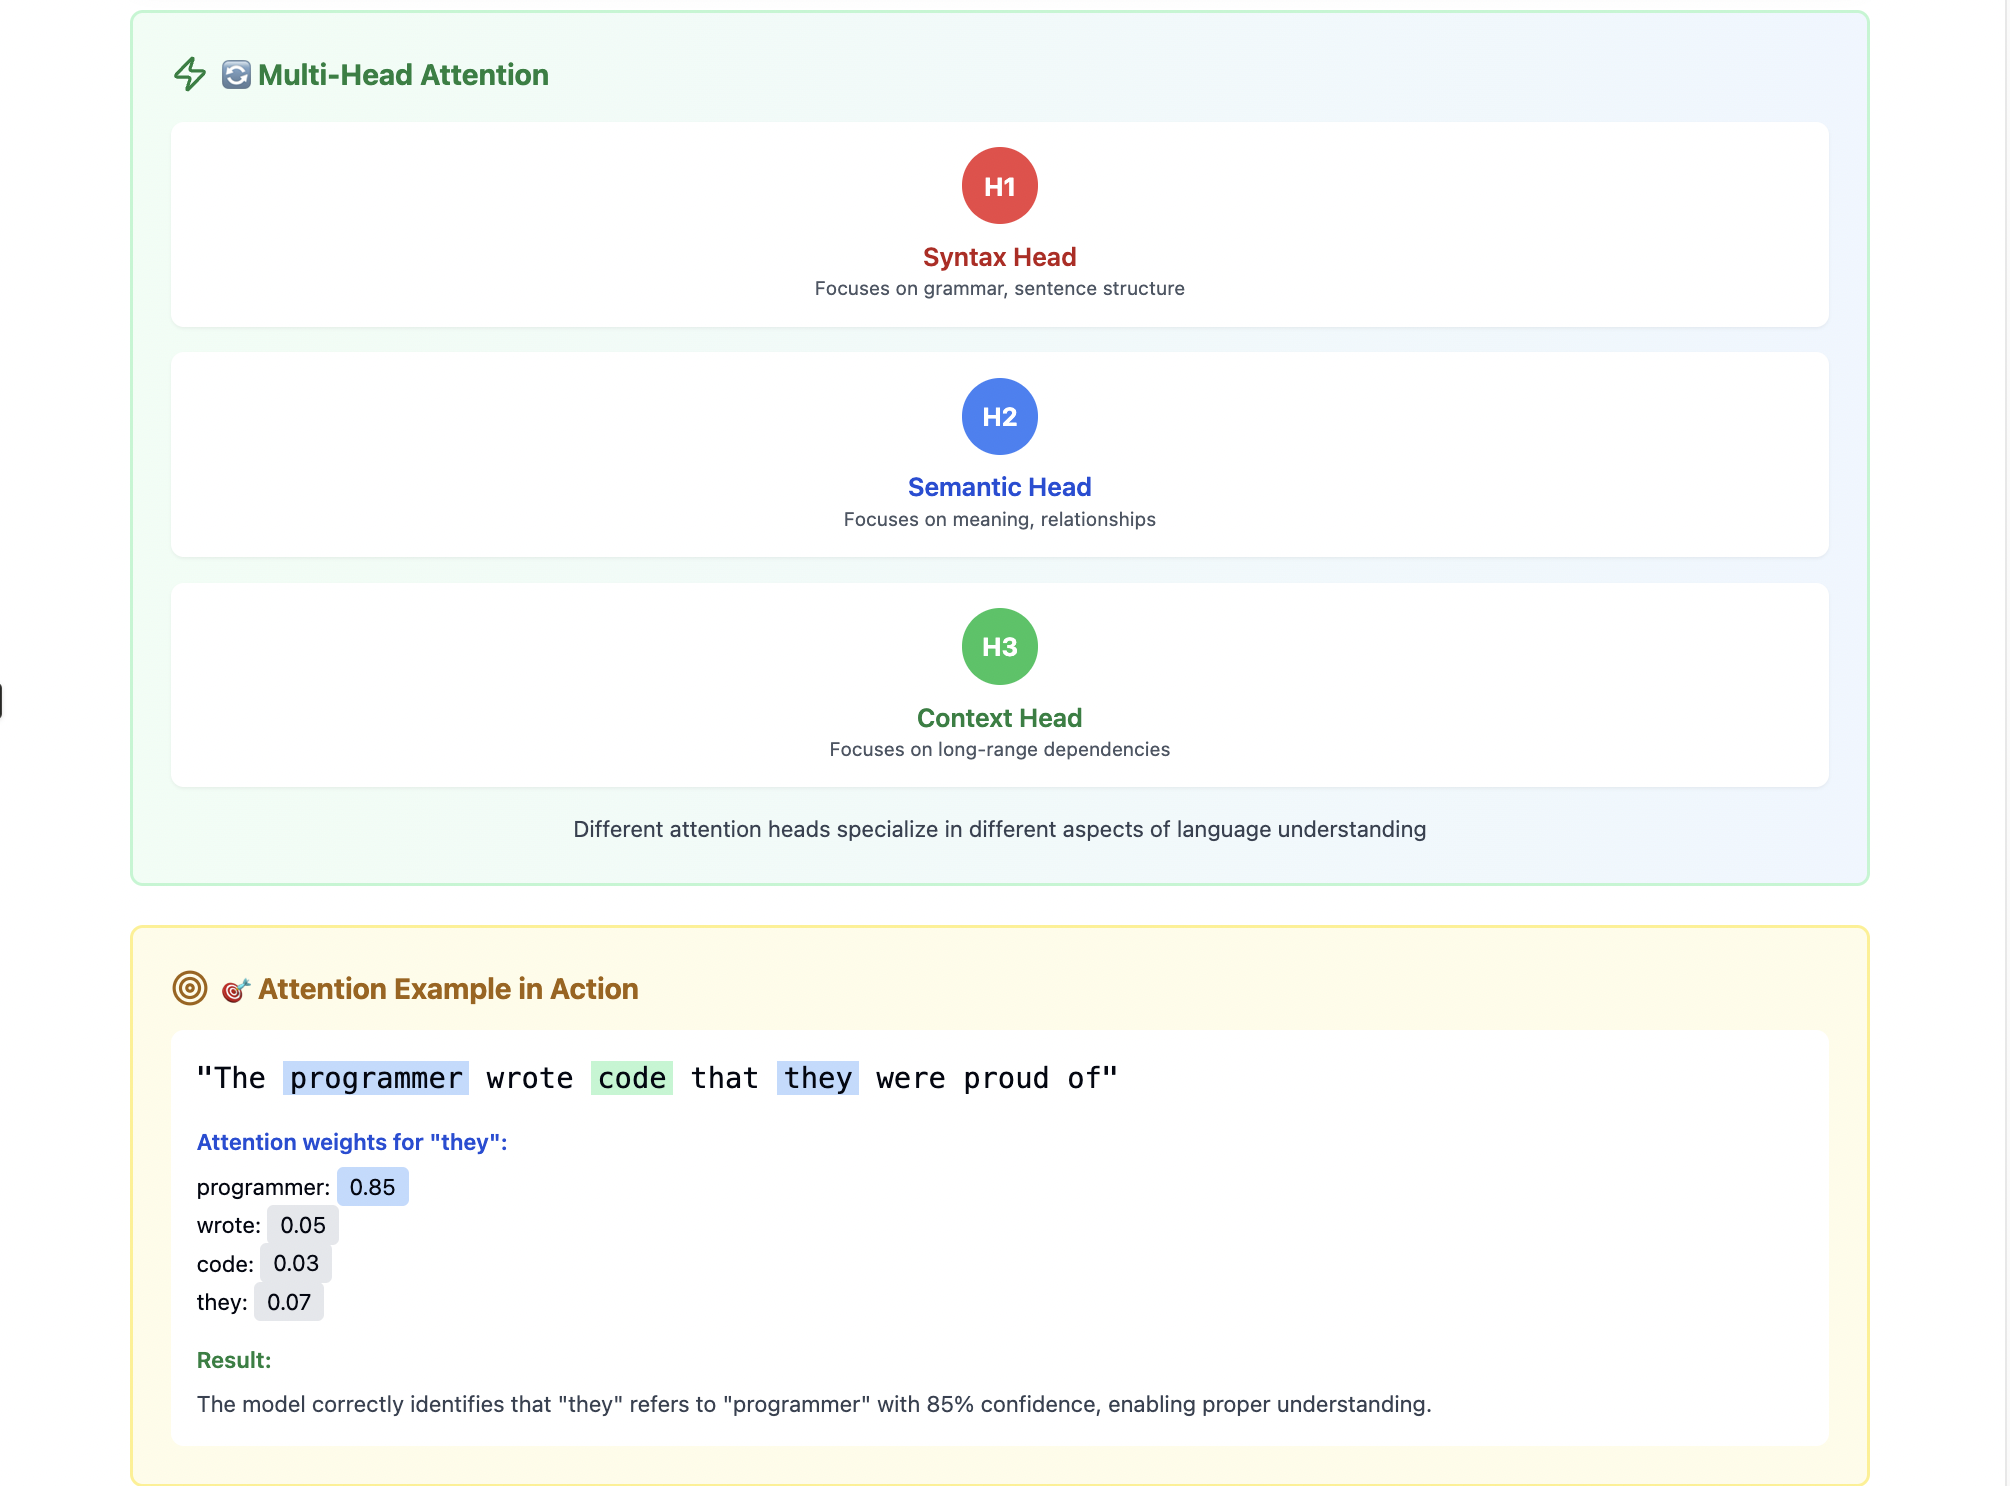 Multi-Head Attention
H1
Syntax Head
Focuses on grammar, sentence structure
H2
Semantic Head
Focuses on meaning, relationships
H3
Context Head
Focuses on long-range dependencies
Different attention heads specialize in different aspects of language understanding
Attention Example in Action
"The programmer wrote code that they were proud of"
Attention weights for "they":
programmer: 0.85
wrote: 0.05
code: 0.03
they: 0.07
Result:
The model correctly identifies that "they" refers to "programmer" with 85% confidence, enabling proper understanding.